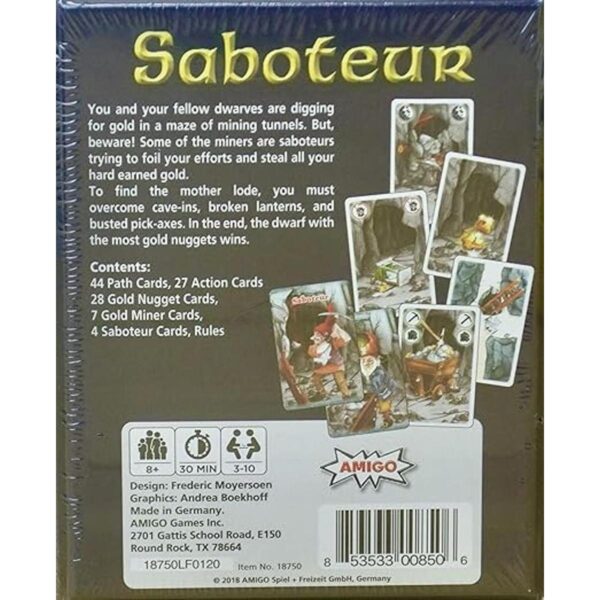 Saboteur
You and your fellow dwarves are digging
for gold in a maze of mining tunnels. But,
beware! Some of the miners are saboteurs
trying to foil your efforts and steal all your
hard earned gold.
To find the mother lode, you must
overcome cave-ins, broken lanterns, and
busted pick-axes. In the end, the dwarf with
the most gold nuggets wins.
Contents:
44 Path Cards, 27 Action Cards
28 Gold Nugget Cards,
7 Gold Miner Cards,
4 Saboteur Cards, Rules
Saboteur
8+
30 MIN
3-10
AMIGO
Design: Frederic Moyersoen
Graphics: Andrea Boekhoff
Made in Germany.
AMIGO Games Inc.
2701 Gattis School Road, E150
Round Rock, TX 78664
18750LF0120
Item No. 18750
8 53533 00850 6
© 2018 AMIGO Spiel + Freizeit GmbH, Germany